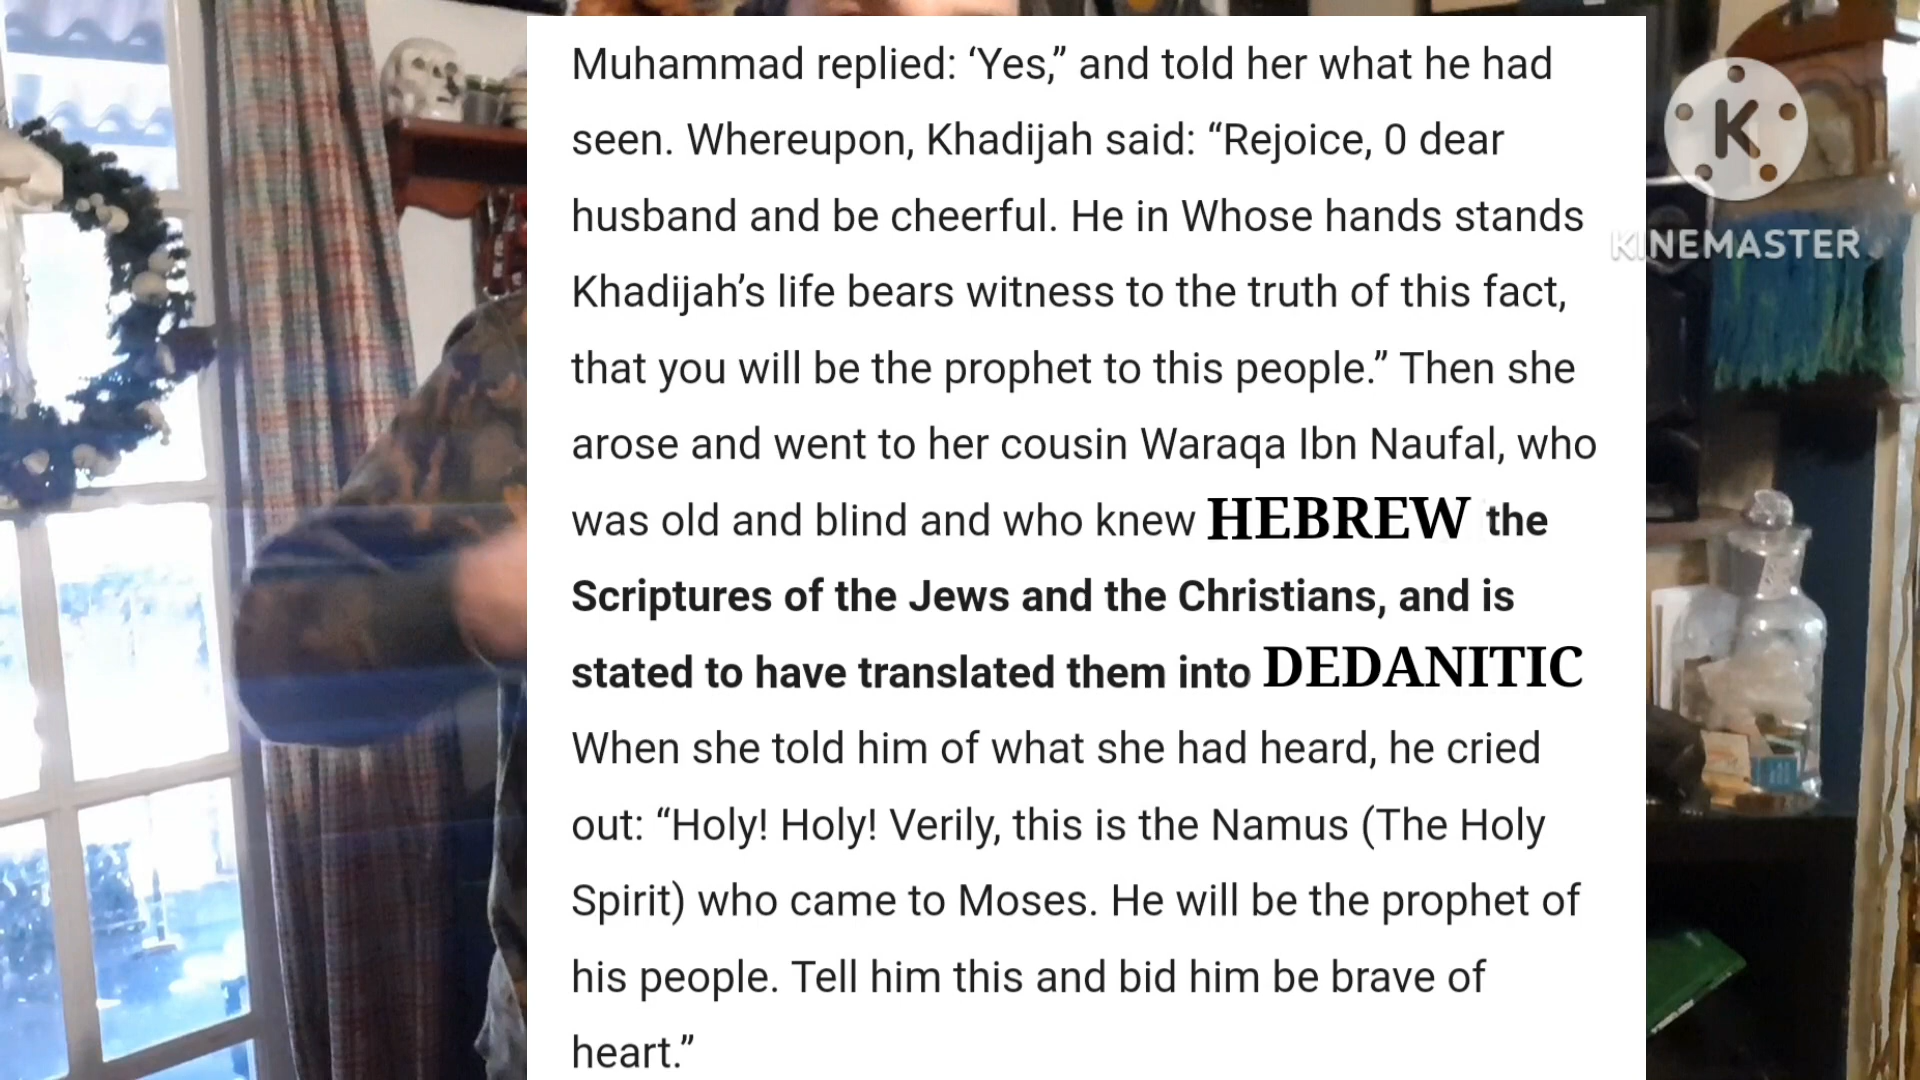 Muhammad replied: ‘Yes,” and told her what he had
seen. Whereupon, Khadijah said: “Rejoice, 0 dear
husband and be cheerful. He in Whose hands stands
Khadijah’s life bears witness to the truth of this fact,
that you will be the prophet to this people.” Then she
arose and went to her cousin Waraqa Ibn Naufal, who
was old and blind and who knew HEBREW the
Scriptures of the Jews and the Christians, and is
stated to have translated them into DEDANITIC
When she told him of what she had heard, he cried
out: “Holy! Holy! Verily, this is the Namus (The Holy
Spirit) who came to Moses. He will be the prophet of
his people. Tell him this and bid him be brave of
heart.”
K
KINEMASTER